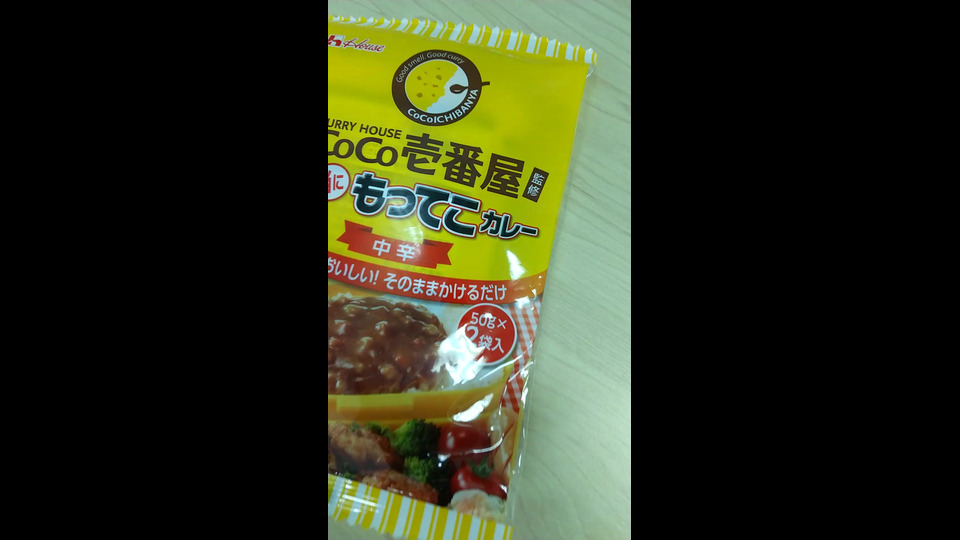 House
Good smell Good curry
CoCoICHIBANYA
CURRY HOUSE
CoCo壱番屋
監修
に
もってこカレー
中辛
おいしい! そのままかけるだけ
50g×
2袋入